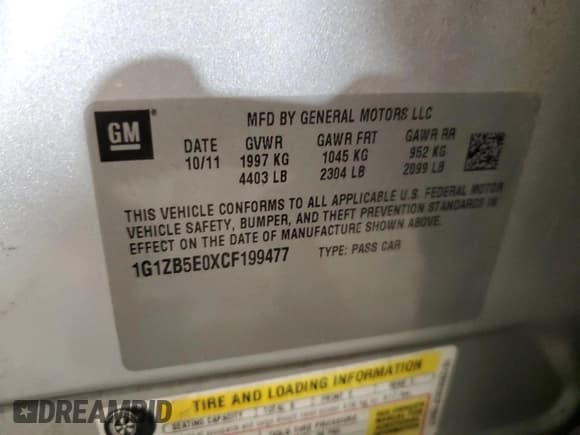 GM
MFD BY GENERAL MOTORS LLC
DATE GVWR GAWR FRT GAWR RR
10/11 1997 KG 1045 KG 952 KG
4403 LB 2304 LB 2099 LB
THIS VEHICLE CONFORMS TO ALL APPLICABLE U.S. FEDERAL MOTOR
VEHICLE SAFETY, BUMPER, AND THEFT PREVENTION STANDARDS IN
EFFECT ON THE DATE OF MANUFACTURE SHOWN ABOVE.
1G1ZB5E0XCF199477 TYPE: PASS CAR
TIRE AND LOADING INFORMATION
SEATING CAPACITY
DREAMBID